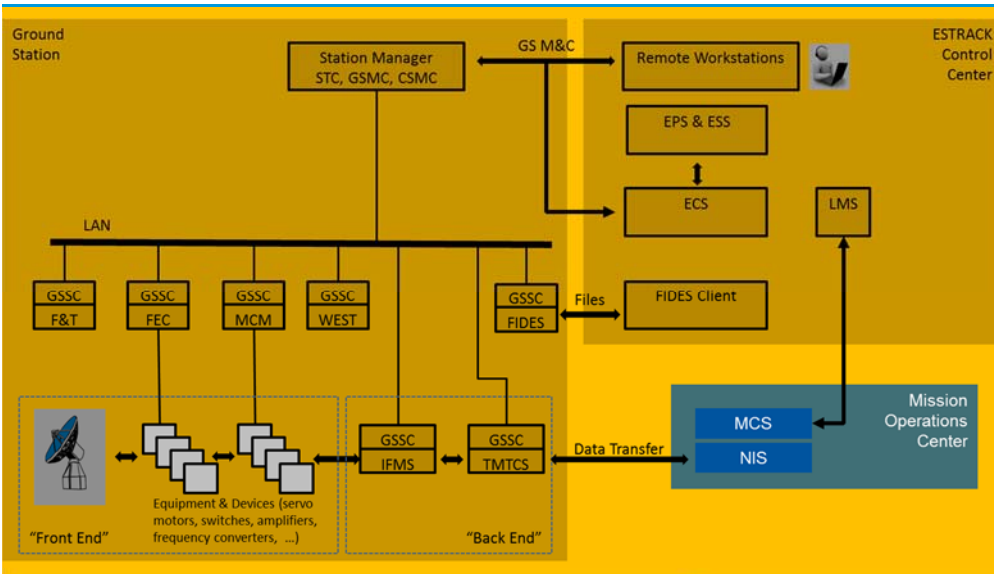 Ground
Station
Station Manager
STC, GSMC, CSMC
GS M&C
Remote Workstations
ESTRACK
Control
Center
EPS & ESS
ECS
LMS
LAN
GSSC
F&T
GSSC
FEC
GSSC
MCM
GSSC
WEST
GSSC
FIDES
Files
FIDES Client
GSSC
IFMS
GSSC
TMTCS
Data Transfer
MCS
NIS
Mission
Operations
Center
Equipment & Devices (servo
motors, switches, amplifiers,
frequency converters, ...)
“Front End”
“Back End”